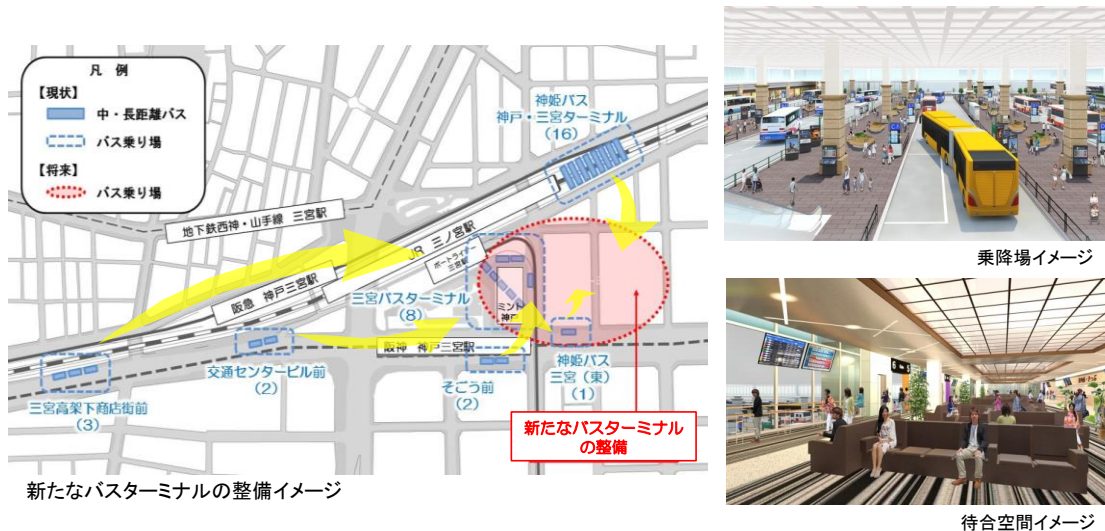 凡 例
【現状】
中・長距離バス
バス乗り場
【将来】
バス乗り場
神姫バス
神戸・三宮ターミナル
(16)
地下鉄西神・山手線 三宮駅
JR 三ノ宮駅
ポートライナー
三宮駅
阪急 神戸三宮駅
三宮バスターミナル
(8)
ミント
神戸
阪神 神戸三宮駅
交通センタービル前
(2)
そごう前
(2)
神姫バス
三宮(東)
(1)
三宮高架下商店街前
(3)
新たなバスターミナル
の整備
新たなバスターミナルの整備イメージ
乗降場イメージ
6
5
待合空間イメージ